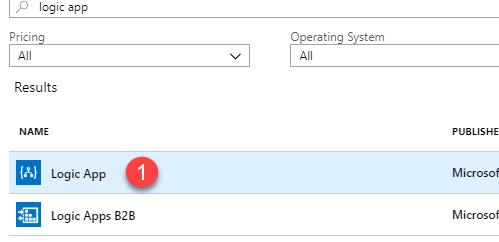 logic app
Pricing Operating System
All All
Results
NAME PUBLISHE
Logic App 1 Microsof
Logic Apps B2B Microsof